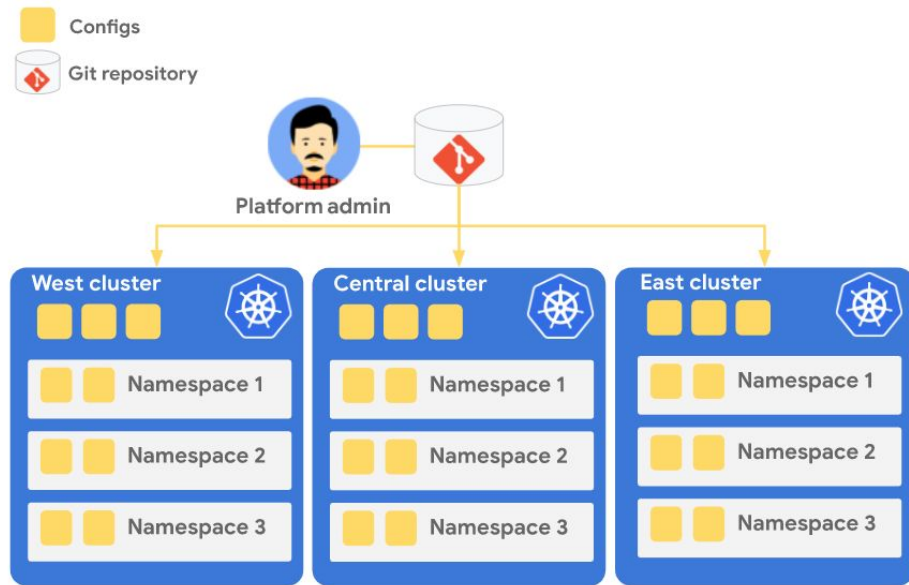 Configs
Git repository
Platform admin
West cluster
Namespace 1
Namespace 2
Namespace 3
Central cluster
Namespace 1
Namespace 2
Namespace 3
East cluster
Namespace 1
Namespace 2
Namespace 3